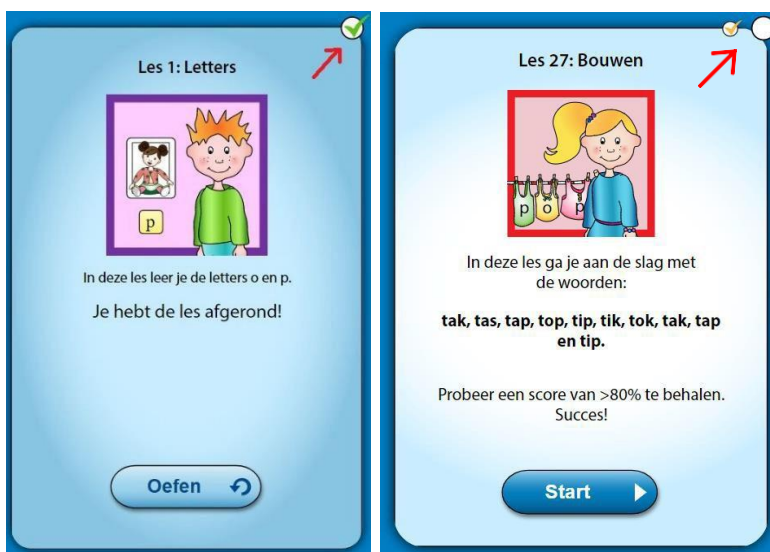 Les 1: Letters
p
In deze les leer je de letters o en p.
Je hebt de les afgerond!
Oefen
Les 27: Bouwen
p o p
In deze les ga je aan de slag met
de woorden:
tak, tas, tap, top, tip, tik, tok, tak, tap
en tip.
Probeer een score van >80% te behalen.
Succes!
Start